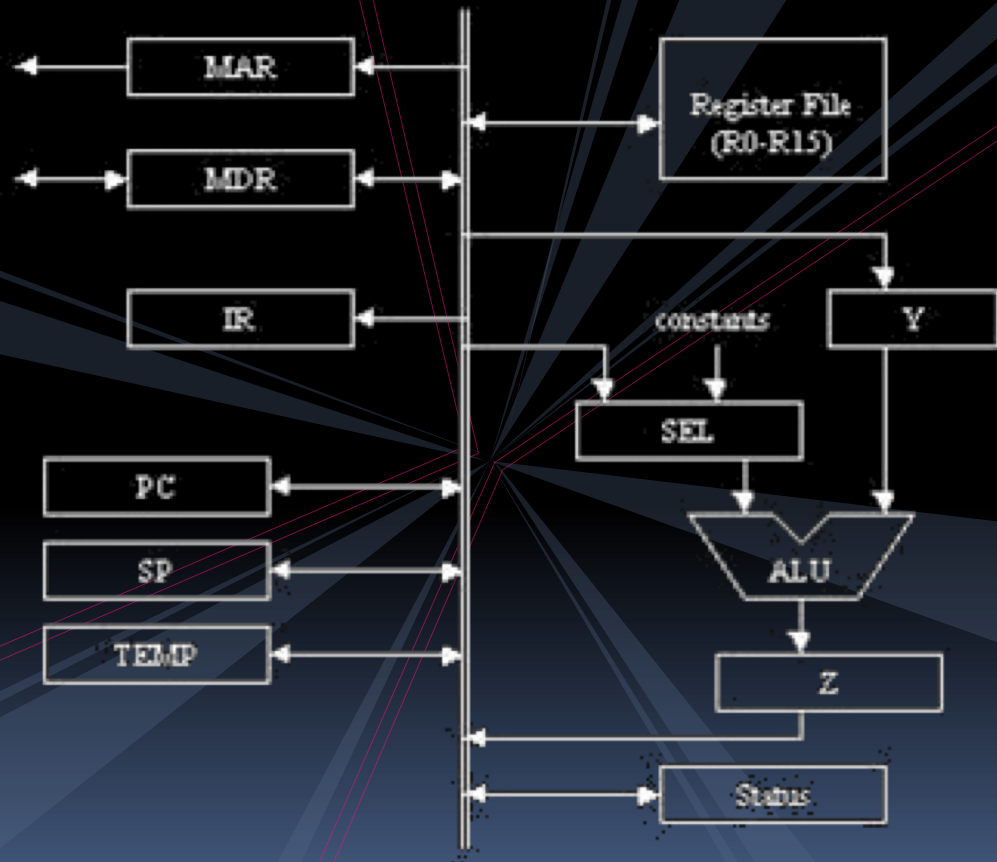 MAR
Register File
(R0-R15)
MDR
IR
constants
Y
SEL
PC
SP
ALU
TEMP
Z
Status